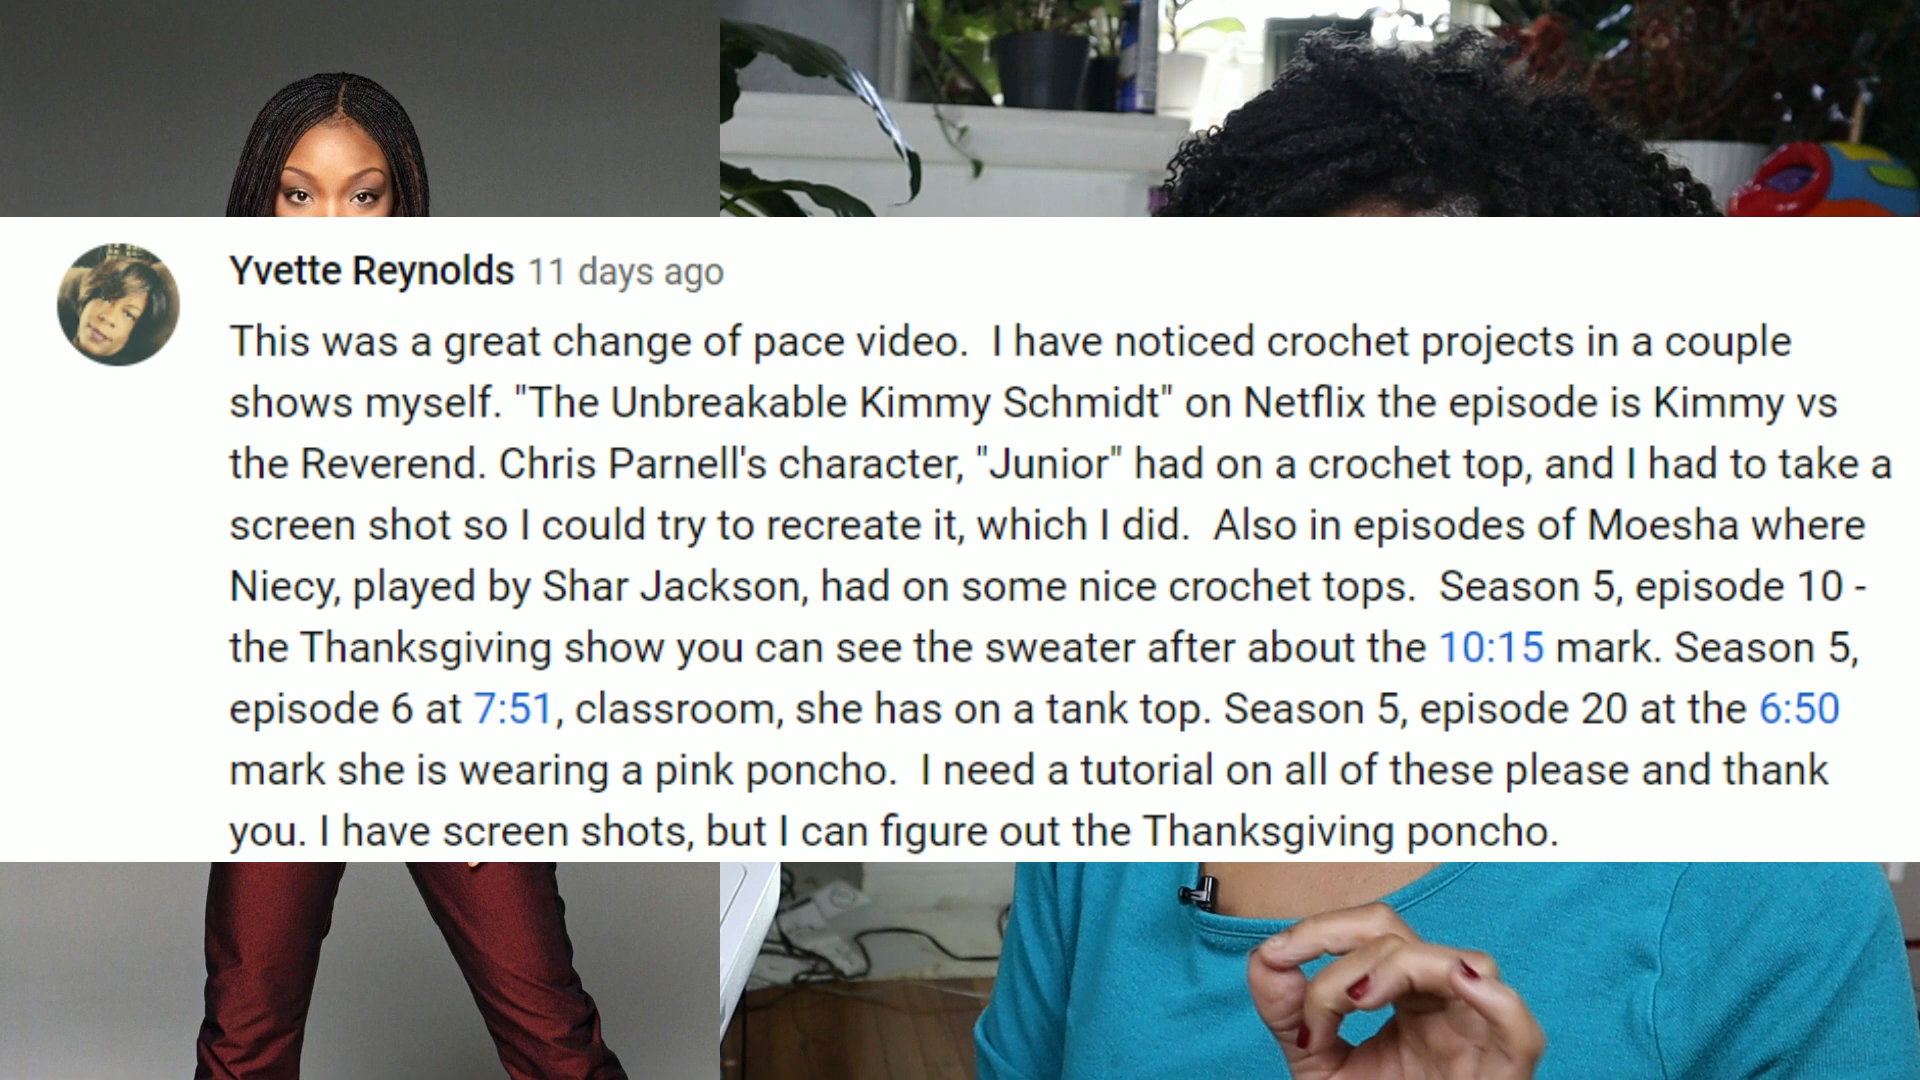 Yvette Reynolds 11 days ago
This was a great change of pace video.  I have noticed crochet projects in a couple
shows myself. "The Unbreakable Kimmy Schmidt" on Netflix the episode is Kimmy vs
the Reverend. Chris Parnell's character, "Junior" had on a crochet top, and I had to take a
screen shot so I could try to recreate it, which I did.  Also in episodes of Moesha where
Niecy, played by Shar Jackson, had on some nice crochet tops.  Season 5, episode 10 -
the Thanksgiving show you can see the sweater after about the 10:15 mark. Season 5,
episode 6 at 7:51, classroom, she has on a tank top. Season 5, episode 20 at the 6:50
mark she is wearing a pink poncho.  I need a tutorial on all of these please and thank
you. I have screen shots, but I can figure out the Thanksgiving poncho.